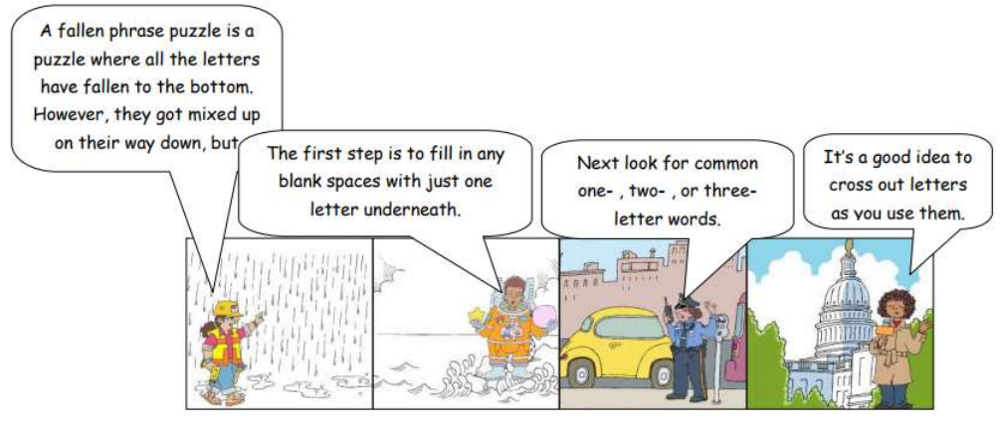 A fallen phrase puzzle is a
puzzle where all the letters
have fallen to the bottom.
However, they got mixed up
on their way down, but
The first step is to fill in any
blank spaces with just one
letter underneath.
Next look for common
one- , two- , or three-
letter words.
It's a good idea to
cross out letters
as you use them.